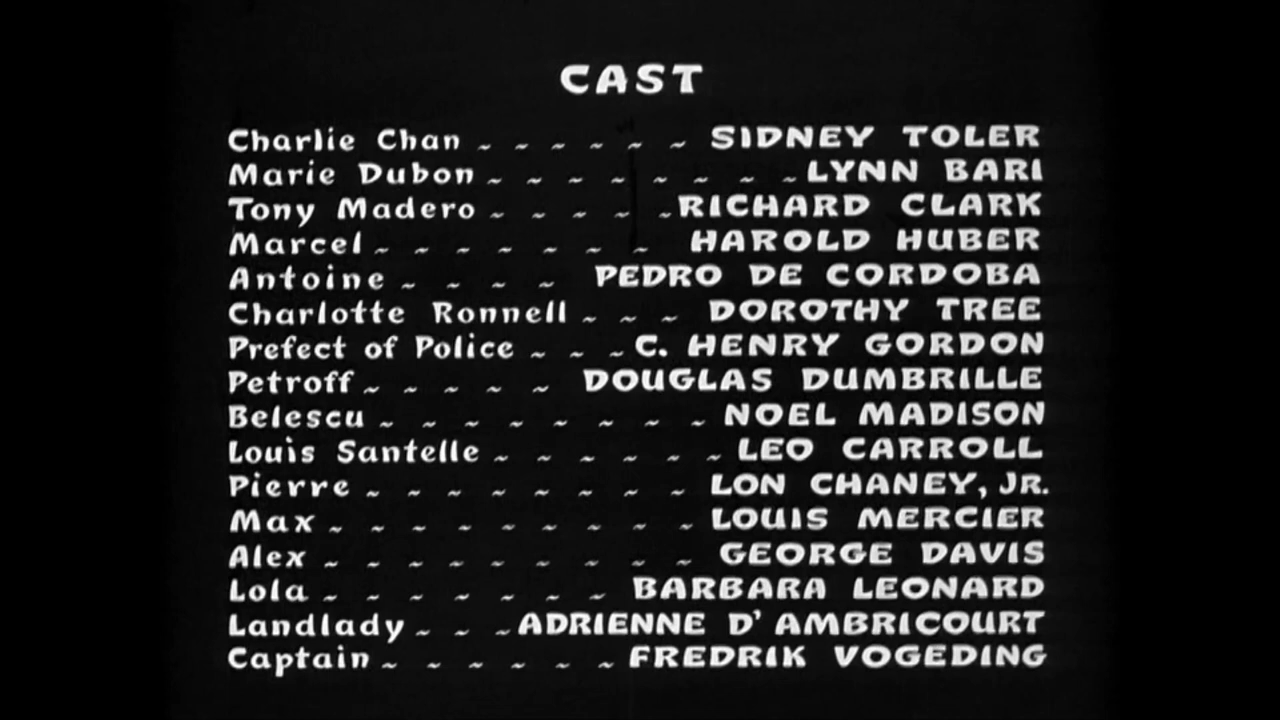 CAST
Charlie Chan ~ ~ ~ ~ ~ ~ SIDNEY TOLER
Marie Dubon ~ ~ ~ ~ ~ ~ ~ ~ LYNN BARI
Tony Madero ~ ~ ~ ~ ~ RICHARD CLARK
Marcel ~ ~ ~ ~ ~ ~ ~ HAROLD HUBER
Antoine ~ ~ ~ ~ PEDRO DE CORDOBA
Charlotte Ronnell ~ ~ ~ DOROTHY TREE
Prefect of Police ~ ~ ~ C. HENRY GORDON
Petroff ~ ~ ~ ~ ~ DOUGLAS DUMBRILLE
Belescu ~ ~ ~ ~ ~ ~ ~ ~ NOEL MADISON
Louis Santelle ~ ~ ~ ~ ~ ~ LEO CARROLL
Pierre ~ ~ ~ ~ ~ ~ ~ ~ LON CHANEY, JR.
Max ~ ~ ~ ~ ~ ~ ~ ~ ~ LOUIS MERCIER
Alex ~ ~ ~ ~ ~ ~ ~ ~ ~ GEORGE DAVIS
Lola ~ ~ ~ ~ ~ ~ ~ BARBARA LEONARD
Landlady ~ ~ ~ ADRIENNE D'AMBRICOURT
Captain ~ ~ ~ ~ ~ ~ FREDRIK VOGEDING